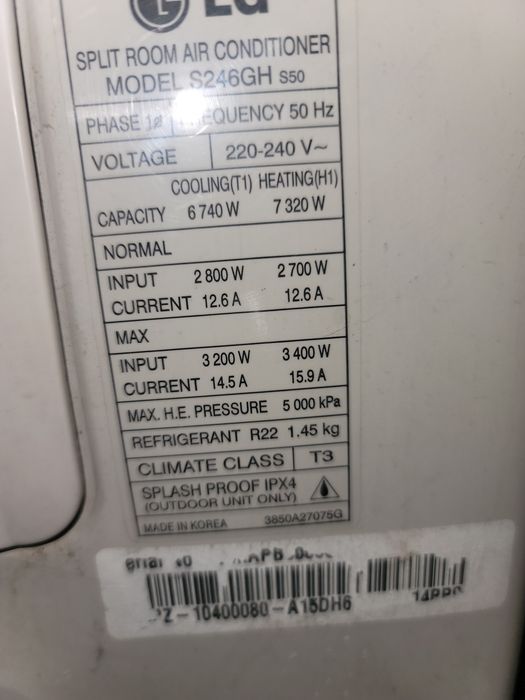 LG
SPLIT ROOM AIR CONDITIONER
MODEL S246GH S50
PHASE 1Ø FREQUENCY 50 Hz
VOLTAGE 220-240 V~
COOLING(T1) HEATING(H1)
CAPACITY 6 740 W 7 320 W
NORMAL
INPUT 2 800 W 2 700 W
CURRENT 12.6 A 12.6 A
MAX
INPUT 3 200 W 3 400 W
CURRENT 14.5 A 15.9 A
MAX. H.E. PRESSURE 5 000 kPa
REFRIGERANT R22 1.45 kg
CLIMATE CLASS T3
SPLASH PROOF IPX4
(OUTDOOR UNIT ONLY)
MADE IN KOREA 3850A27075G
Z-10400080-A15DH6